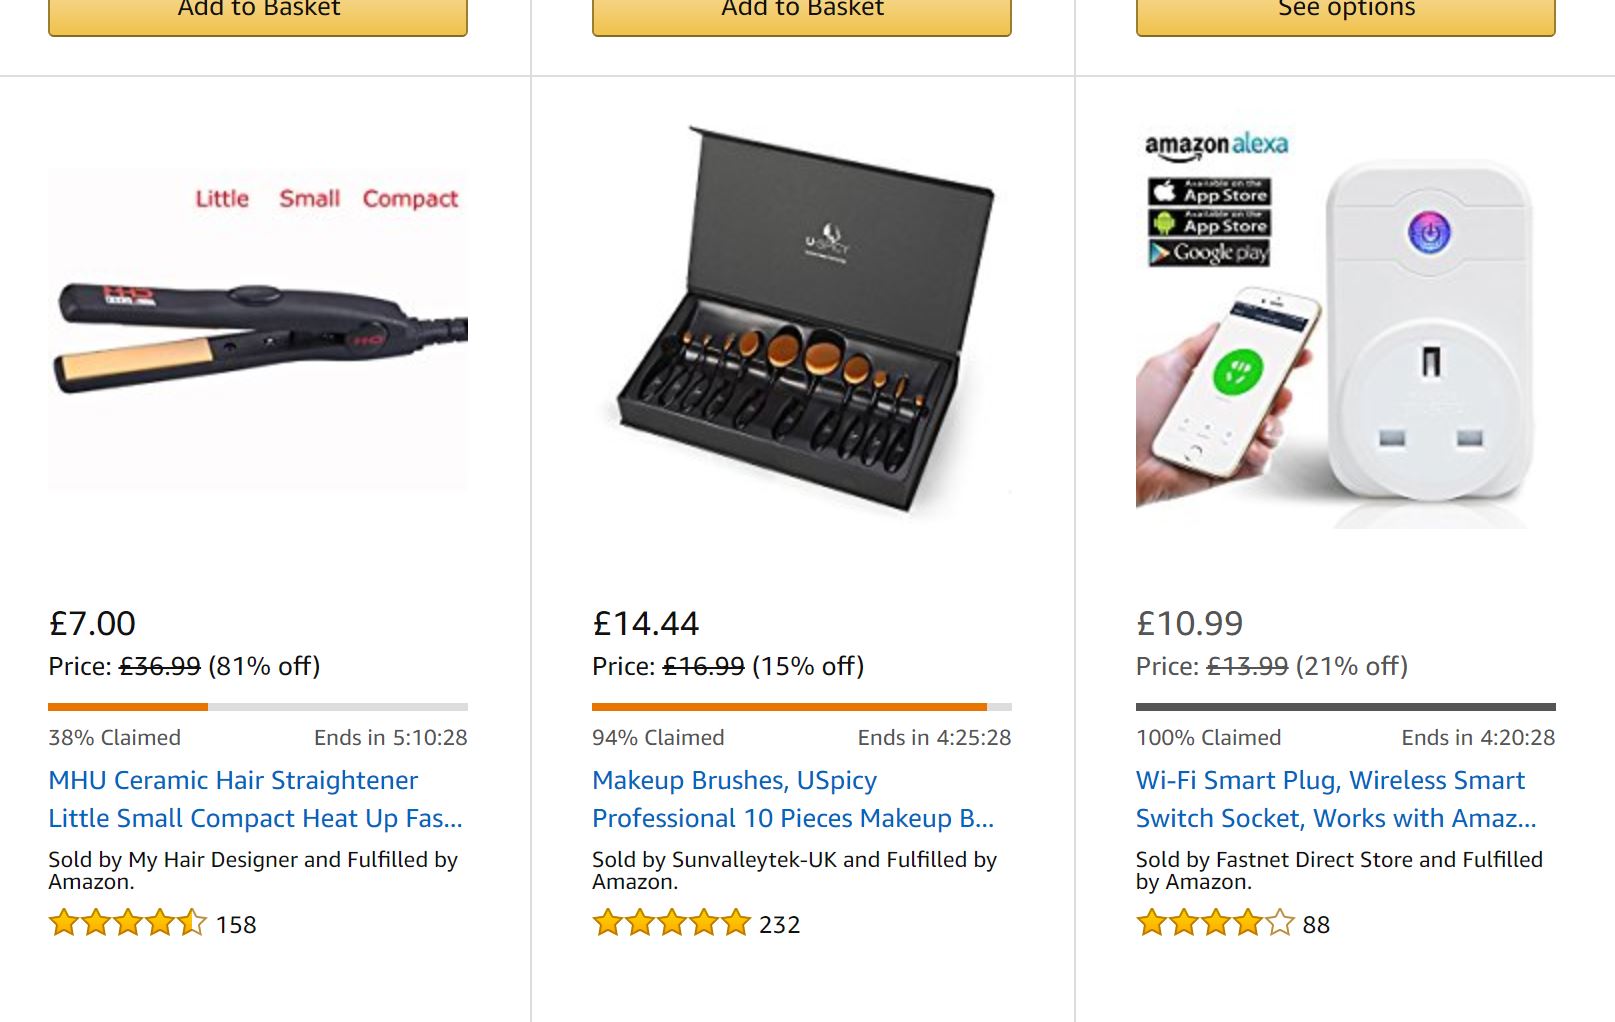 Add to Basket
Add to Basket
See options
Little Small Compact
U-SPICY
amazon alexa
Available on the
App Store
Available on the
App Store
Google play
£7.00
Price: £36.99 (81% off)
38% Claimed Ends in 5:10:28
MHU Ceramic Hair Straightener
Little Small Compact Heat Up Fas...
Sold by My Hair Designer and Fulfilled by
Amazon.
158
£14.44
Price: £16.99 (15% off)
94% Claimed Ends in 4:25:28
Makeup Brushes, USpicy
Professional 10 Pieces Makeup B...
Sold by Sunvalleytek-UK and Fulfilled by
Amazon.
232
£10.99
Price: £13.99 (21% off)
100% Claimed Ends in 4:20:28
Wi-Fi Smart Plug, Wireless Smart
Switch Socket, Works with Amaz...
Sold by Fastnet Direct Store and Fulfilled
by Amazon.
88